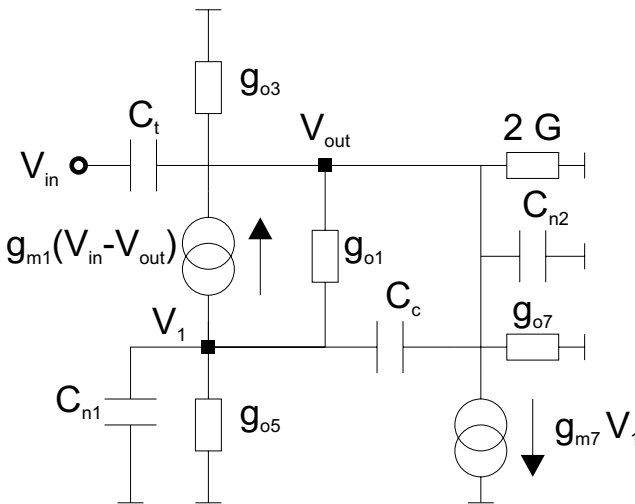 g_o3
C_t
V_out
2 G
V_in
C_n2
g_m1(V_in-V_out)
g_o1
C_c
g_o7
V_1
C_n1
g_o5
g_m7 V_1